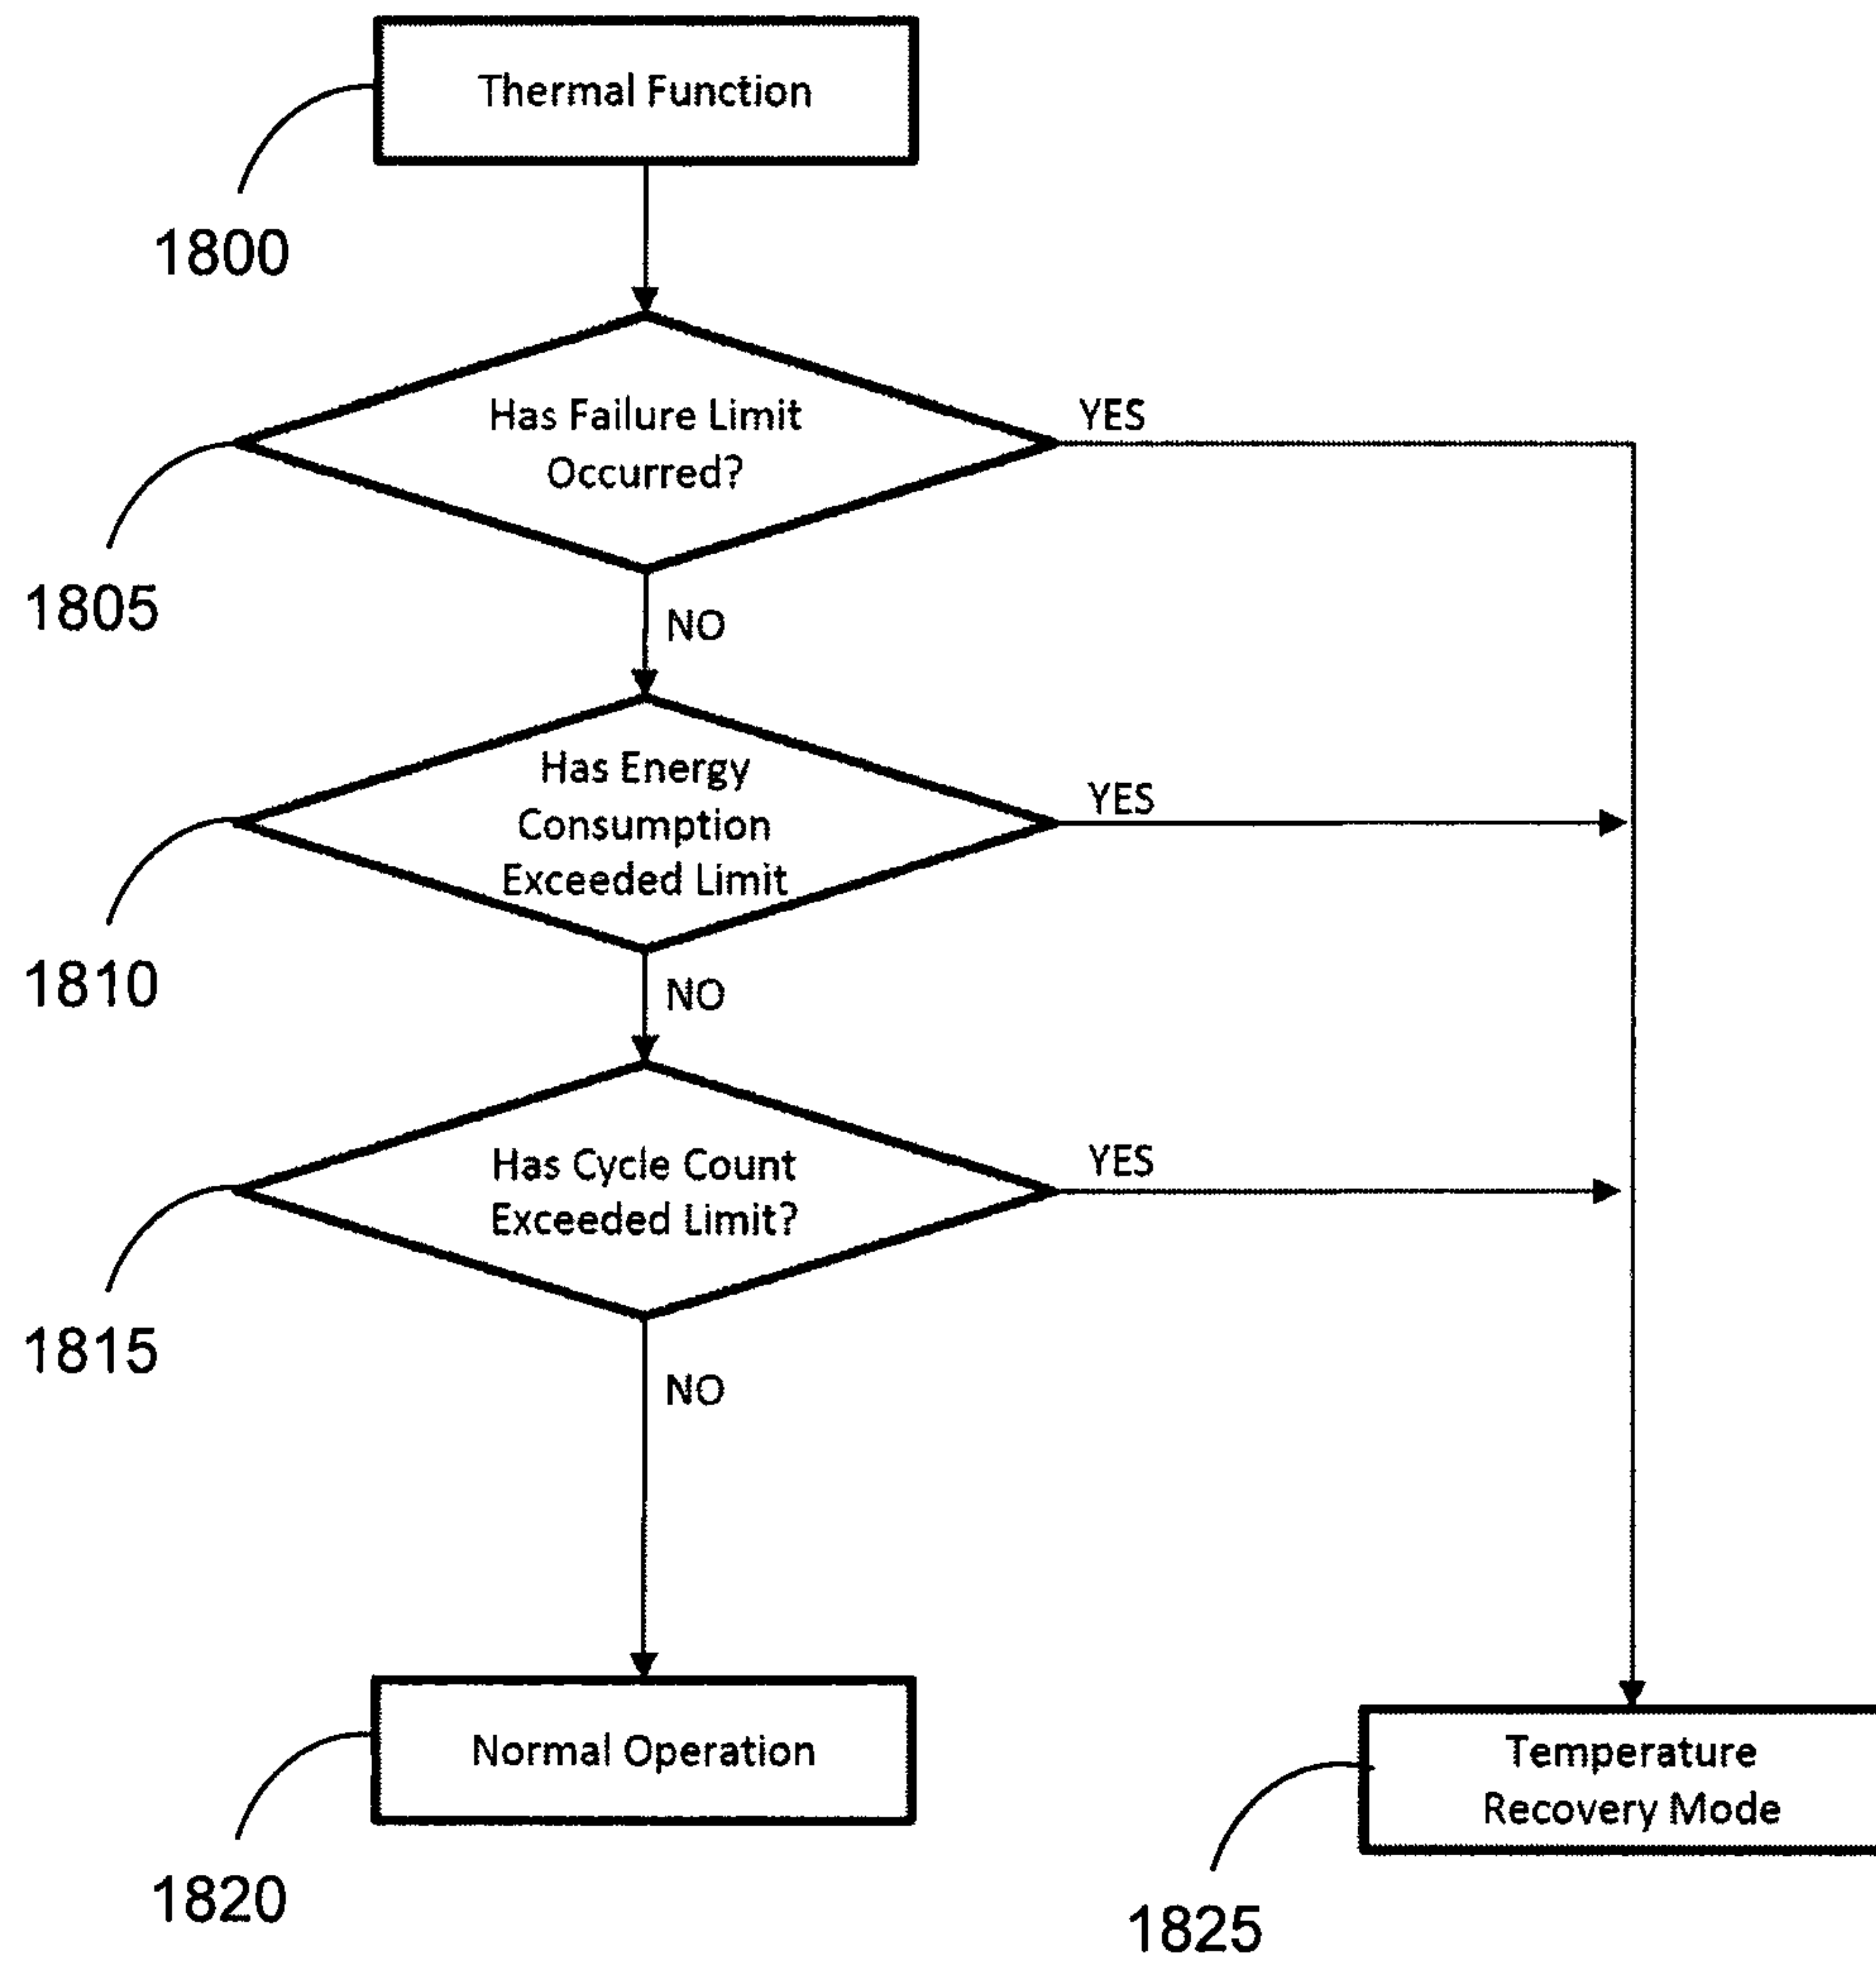 Thermal Function
1800
Has Failure Limit
Occurred?
YES
1805
NO
Has Energy
Consumption
Exceeded Limit
YES
1810
NO
Has Cycle Count
Exceeded Limit?
YES
1815
NO
Normal Operation
1820
Temperature
Recovery Mode
1825